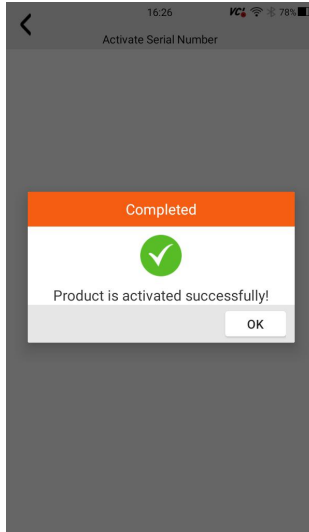 16:26
VCI
78%
Activate Serial Number
Completed
Product is activated successfully!
OK